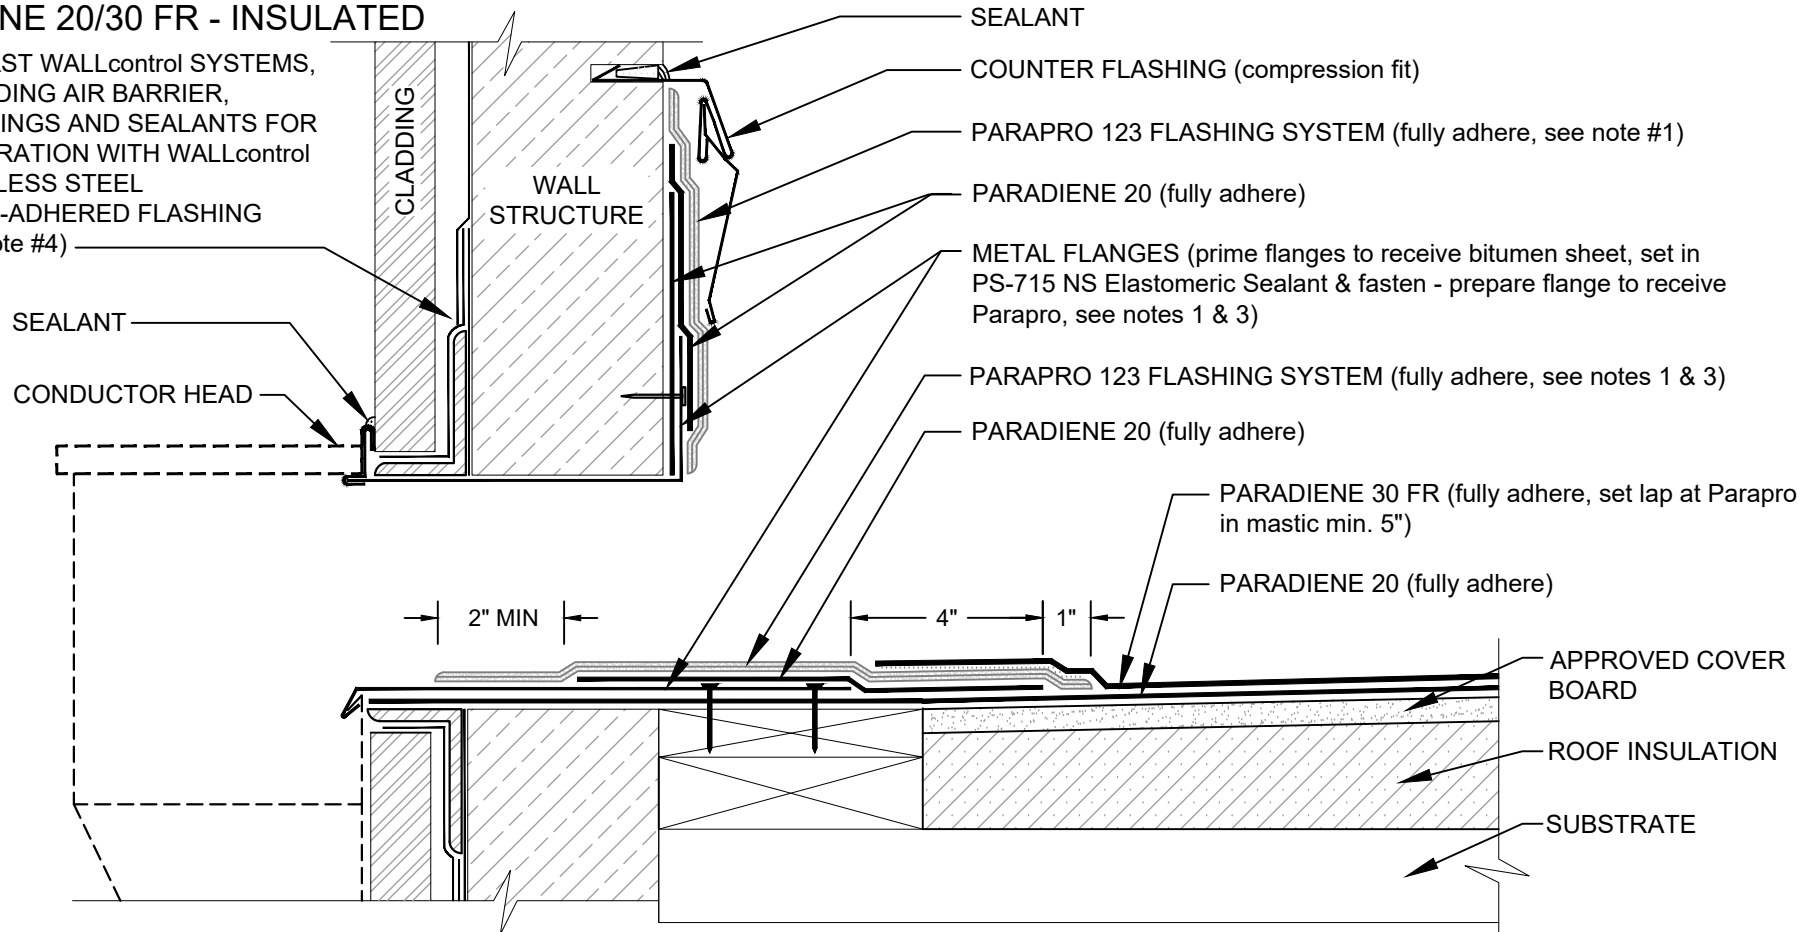 NE 20/30 FR - INSULATED
AST WALLcontrol SYSTEMS,
DING AIR BARRIER,
INGS AND SEALANTS FOR
RATION WITH WALLcontrol
LESS STEEL
-ADHERED FLASHING
te #4)
SEALANT
CONDUCTOR HEAD
CLADDING
WALL
STRUCTURE
SEALANT
COUNTER FLASHING (compression fit)
PARAPRO 123 FLASHING SYSTEM (fully adhere, see note #1)
PARADIENE 20 (fully adhere)
METAL FLANGES (prime flanges to receive bitumen sheet, set in
PS-715 NS Elastomeric Sealant & fasten - prepare flange to receive
Parapro, see notes 1 & 3)
PARAPRO 123 FLASHING SYSTEM (fully adhere, see notes 1 & 3)
PARADIENE 20 (fully adhere)
PARADIENE 30 FR (fully adhere, set lap at Parapro
in mastic min. 5")
PARADIENE 20 (fully adhere)
2" MIN
4"
1"
APPROVED COVER
BOARD
ROOF INSULATION
SUBSTRATE